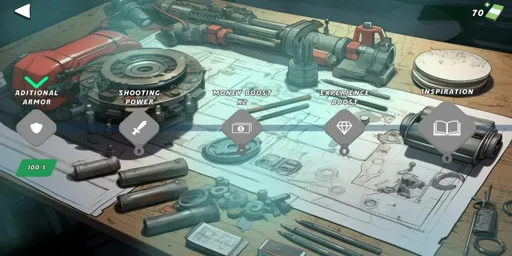 70
ADITIONAL
ARMOR
SHOOTING
POWER
MONEY BOOST
X2
EXPERIENCE
BOOST
INSPIRATION
100 $